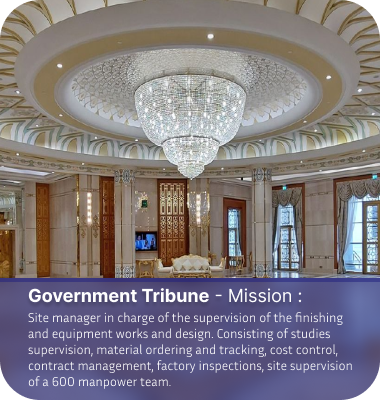 Government Tribune - Mission :
Site manager in charge of the supervision of the finishing
and equipment works and design. Consisting of studies
supervision, material ordering and tracking, cost control,
contract management, factory inspections, site supervision
of a 600 manpower team.